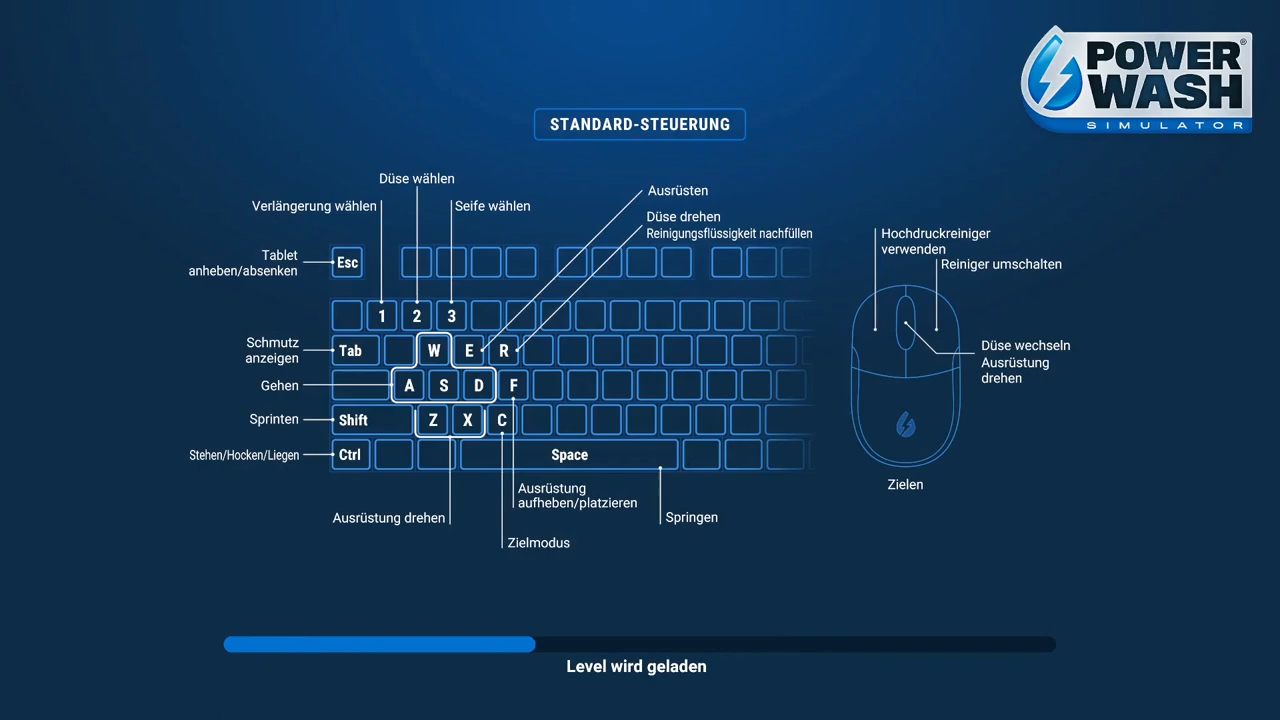 POWER
WASH
SIMULATOR
STANDARD-STEUERUNG
Düse wählen
Verlängerung wählen
Seife wählen
Ausrüsten
Düse drehen
Reinigungsflüssigkeit nachfüllen
Hochdruckreiniger
verwenden
Reiniger umschalten
Tablet
anheben/absenken
Esc
1 2 3
Schmutz
anzeigen
Tab W E R
Düse wechseln
Ausrüstung
drehen
Gehen
A S D F
Sprinten
Shift Z X C
Stehen/Hocken/Liegen
Ctrl Space
Zielen
Ausrüstung
aufheben/platzieren
Ausrüstung drehen
Springen
Zielmodus
Level wird geladen